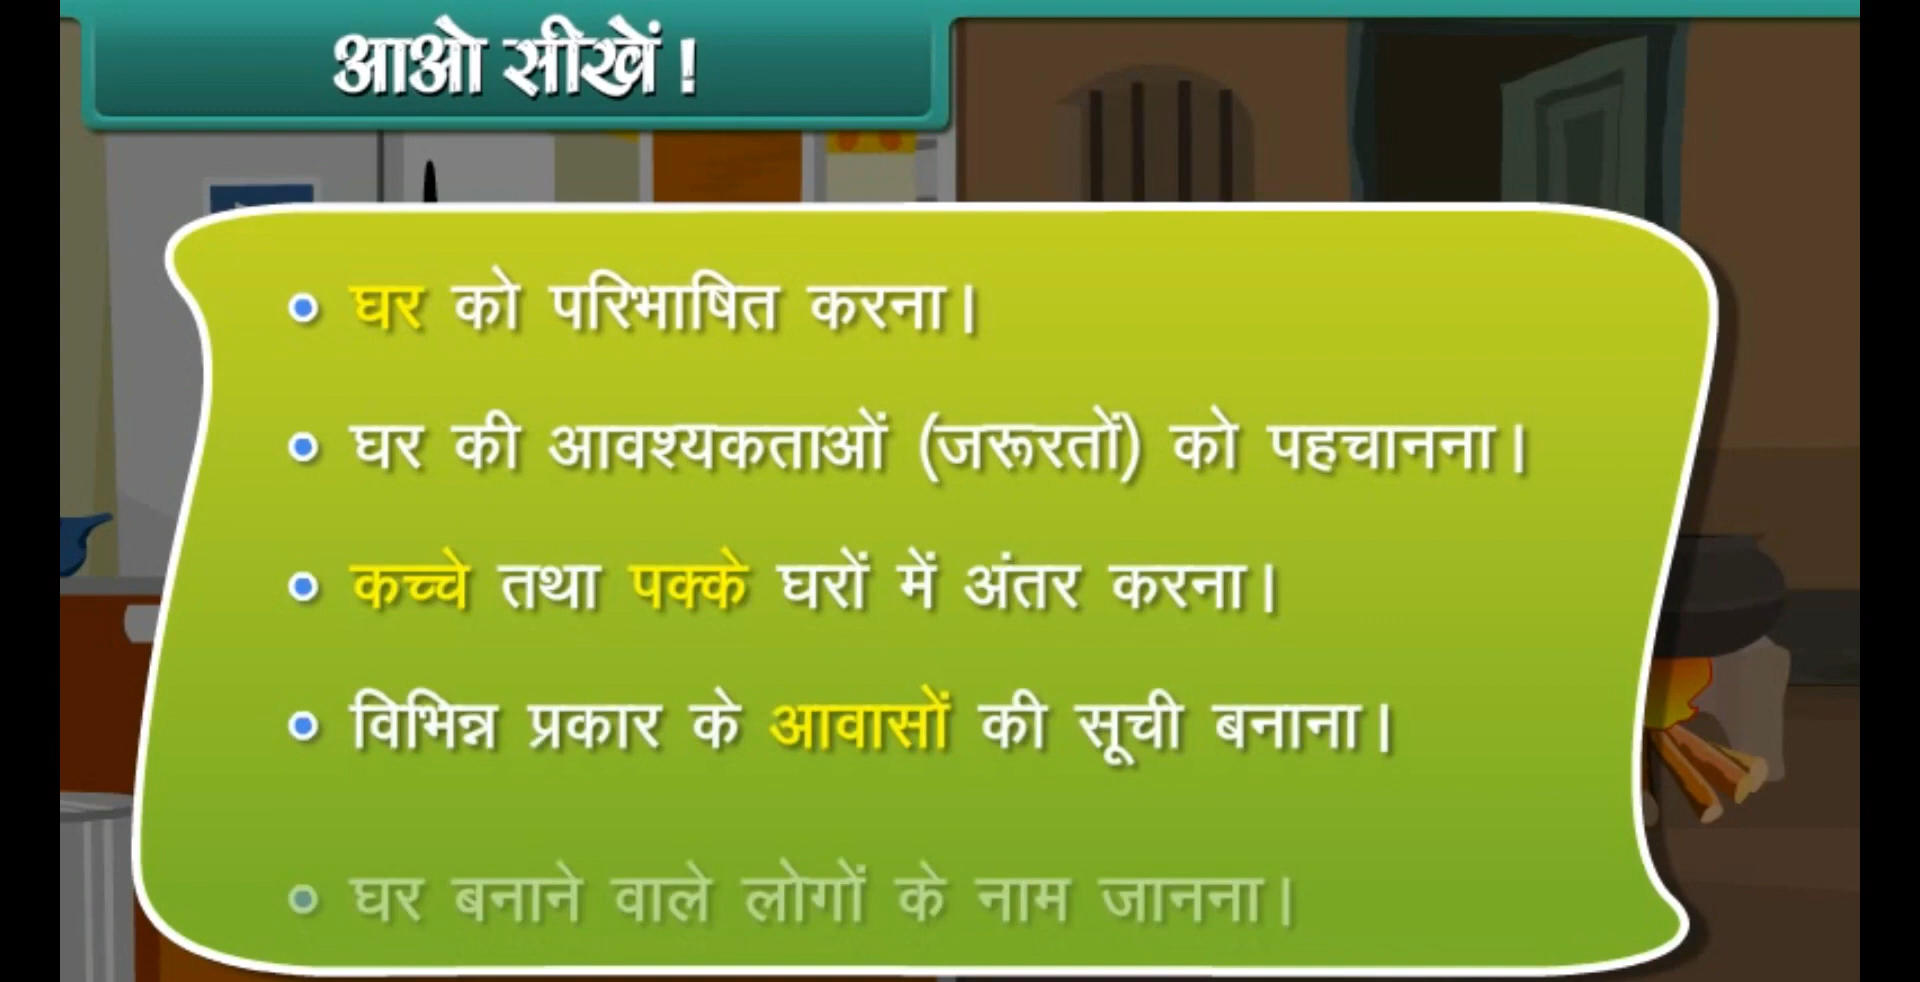 आओ सीखें!
घर को परिभाषित करना।
घर की आवश्यकताओं (जरूरतों) को पहचानना।
कच्चे तथा पक्के घरों में अंतर करना।
विभिन्न प्रकार के आवासों की सूची बनाना।
घर बनाने वाले लोगों के नाम जानना।